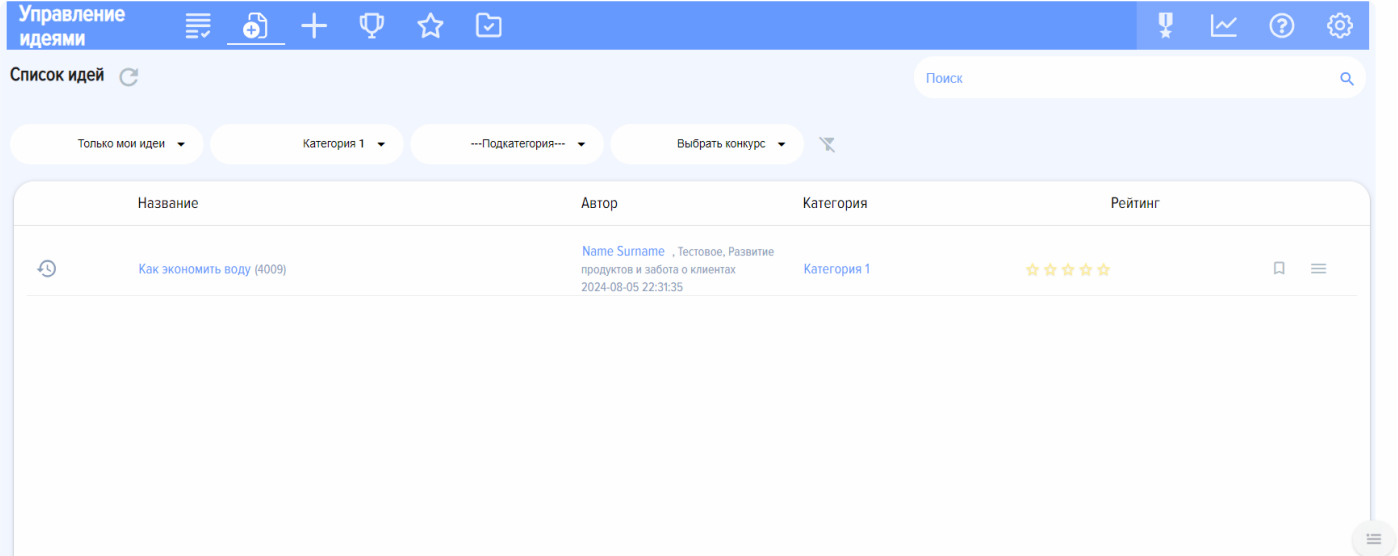 Управление
идеями
Список идей
Поиск
Только мои идеи
Категория 1
---Подкатегория---
Выбрать конкурс
Название
Автор
Категория
Рейтинг
Как экономить воду (4009)
Name Surname , Тестовое, Развитие
продуктов и забота о клиентах
2024-08-05 22:31:35
Категория 1